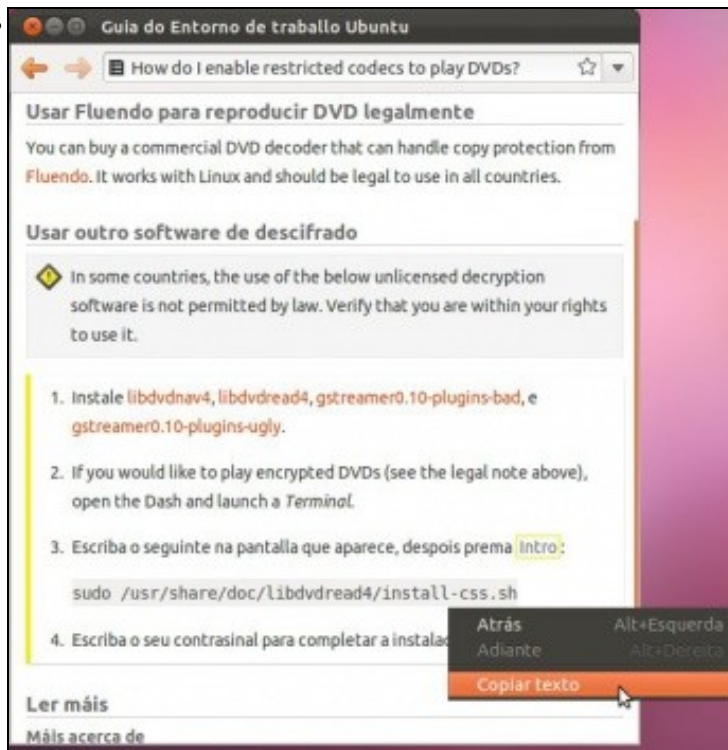 Guia do Entorno de traballo Ubuntu
How do I enable restricted codecs to play DVDs?
Usar Fluendo para reproducir DVD legalmente
You can buy a commercial DVD decoder that can handle copy protection from
Fluendo. It works with Linux and should be legal to use in all countries.
Usar outro software de descifrado
In some countries, the use of the below unlicensed decryption
software is not permitted by law. Verify that you are within your rights
to use it.
1. Instale libdvdnav4, libdvdread4, gstreamer0.10-plugins-bad, e
gstreamer0.10-plugins-ugly.
2. If you would like to play encrypted DVDs (see the legal note above),
open the Dash and launch a Terminal.
3. Escriba o seguinte na pantalla que aparece, despois prema Intro:
sudo /usr/share/doc/libdvdread4/install-css.sh
4. Escriba o seu contrasinal para completar a instalac
Atrás Alt+Esquerda
Adiante Alt+Dereita
Copiar texto
Ler máis
Máis acerca de